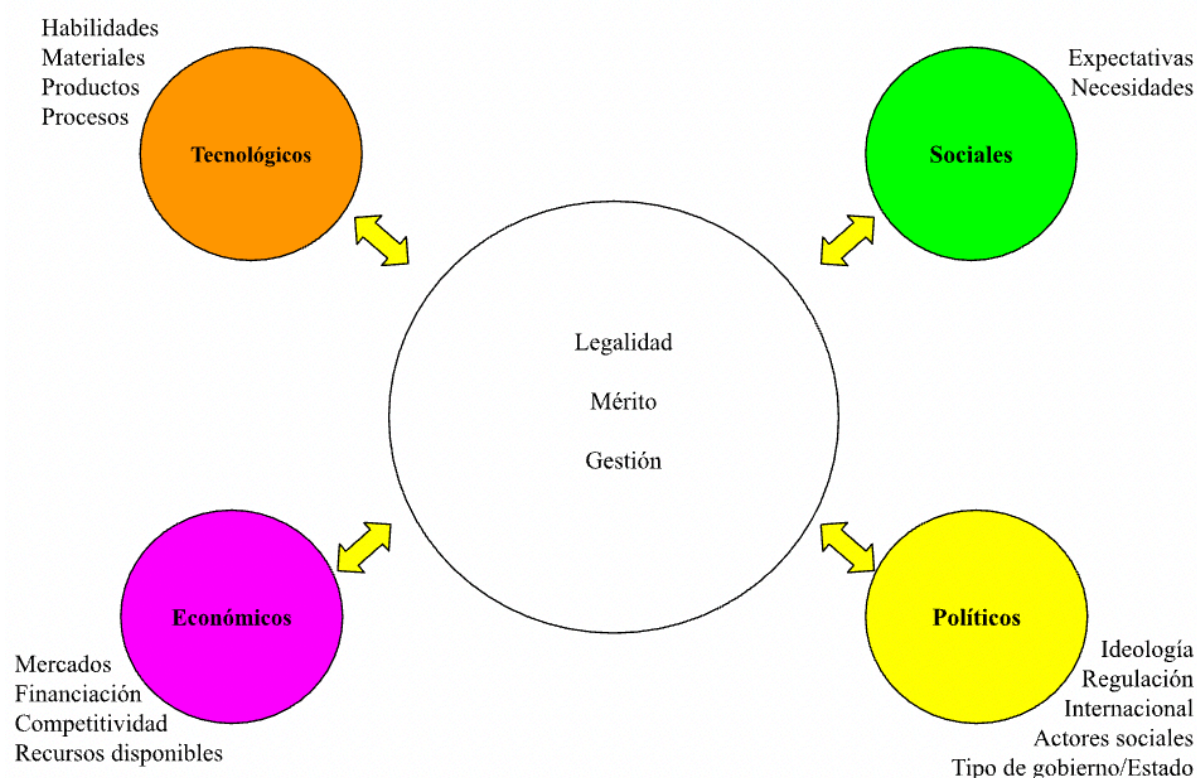 Habilidades
Materiales
Productos
Procesos
Tecnológicos
Expectativas
Necesidades
Sociales
Legalidad
Mérito
Gestión
Económicos
Mercados
Financiación
Competitividad
Recursos disponibles
Políticos
Ideología
Regulación
Internacional
Actores sociales
Tipo de gobierno/Estado